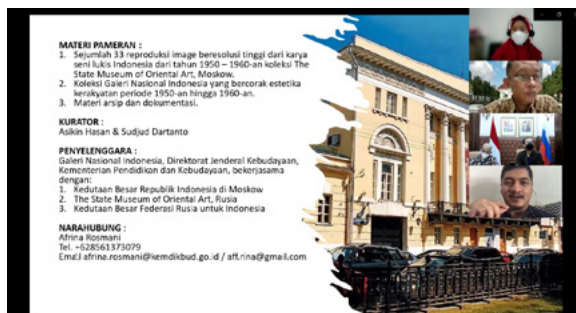 MATERI PAMERAN :
1. Sejumlah 33 reproduksi image beresolusi tinggi dari karya
seni lukis Indonesia dari tahun 1950 – 1960-an koleksi The
State Museum of Oriental Art, Moskow.
2. Koleksi Galeri Nasional Indonesia yang bercorak estetika
kerakyatan periode 1950-an hingga 1960-an.
3. Materi arsip dan dokumentasi.
KURATOR :
Asikin Hasan & Sudjud Dartanto
PENYELENGGARA :
Galeri Nasional Indonesia, Direktorat Jenderal Kebudayaan,
Kementerian Pendidikan dan Kebudayaan, bekerjasama
dengan:
1. Kedutaan Besar Republik Indonesia di Moskow
2. The State Museum of Oriental Art, Rusia
3. Kedutaan Besar Federasi Rusia untuk Indonesia
NARAHUBUNG :
Afrina Rosmani
Tel. +628561373079
Email afrina.rosmani@kemdikbud.go.id / aff.rina@gmail.com